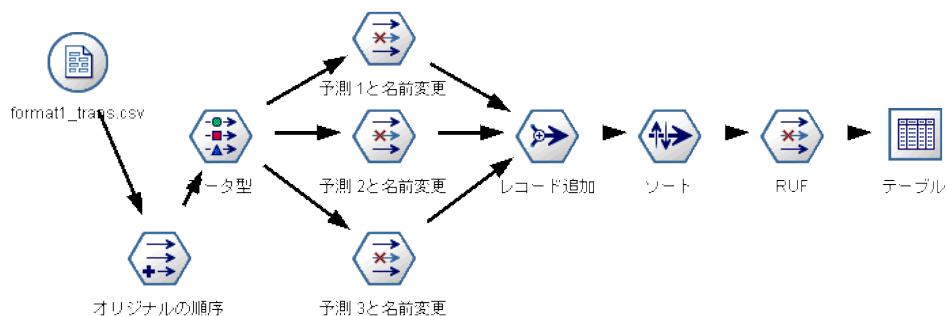 予測 1と名前変更
format1_trans.csv
データ型
予測 2と名前変更
レコード追加
ソート
RUF
テーブル
オリジナルの順序
予測 3と名前変更